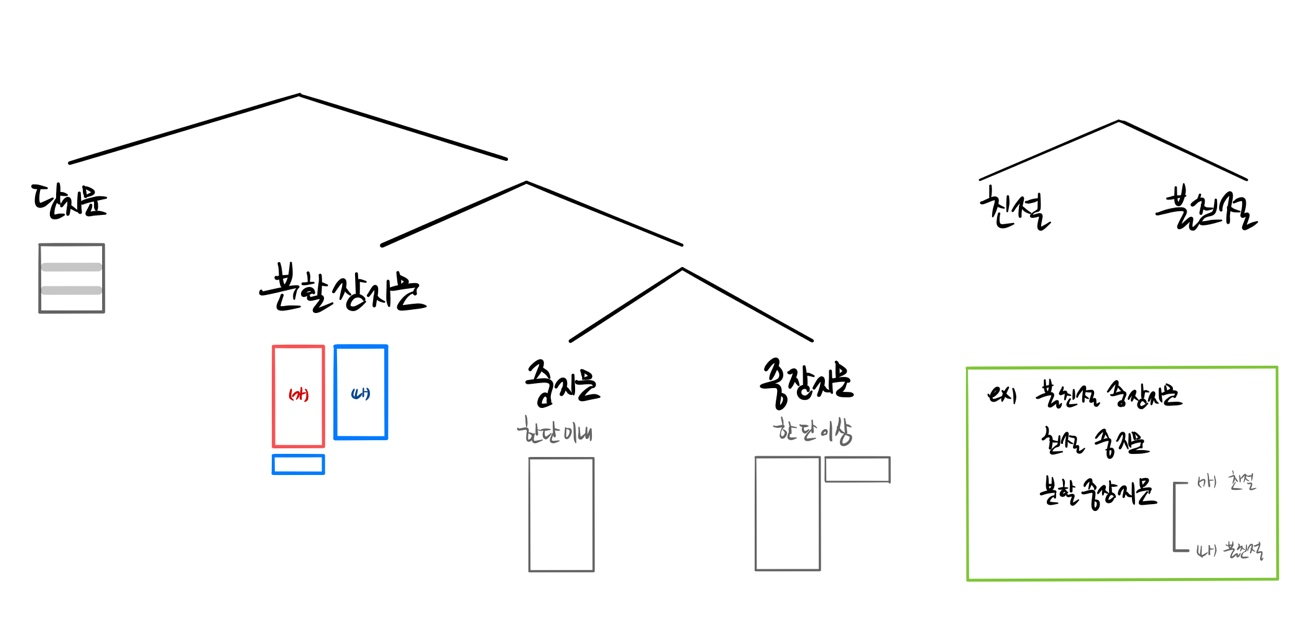 단지문
친절
불친절
분할장지문
(가)
(나)
중지문
한단이내
중장지문
한단이상
ex) 불친절 중장지문
친절 중지문
분할중장지문
(가) 친절
(나) 불친절